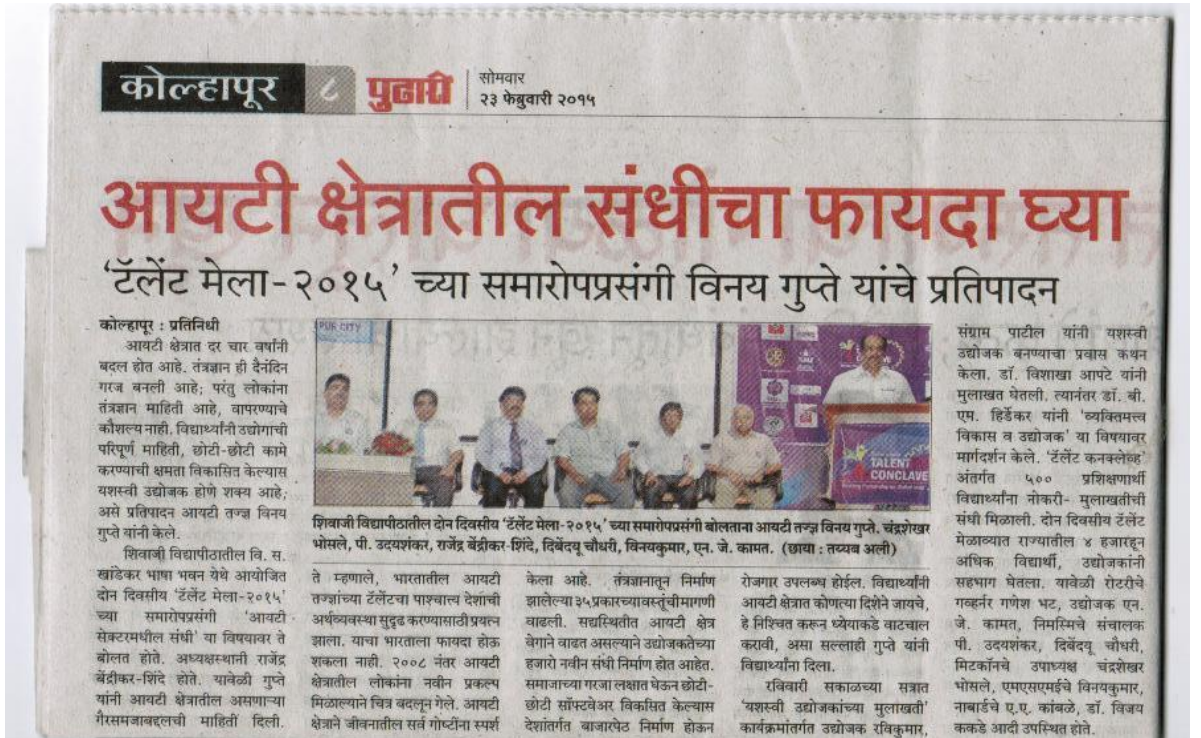 कोल्हापूर ८ पुढारी
सोमवार
२३ फेब्रुवारी २०१५
आयटी क्षेत्रातील संधीचा फायदा घ्या
‘टॅलेंट मेला-२०१५’ च्या समारोपप्रसंगी विनय गुप्ते यांचे प्रतिपादन
कोल्हापूर : प्रतिनिधी
आयटी क्षेत्रात दर चार वर्षांनी
बदल होत आहे. तंत्रज्ञान ही दैनंदिन
गरज बनली आहे; परंतु लोकांना
तंत्रज्ञान माहिती आहे, वापरण्याचे
कौशल्य नाही. विद्यार्थ्यांनी उद्योगाची
परिपूर्ण माहिती, छोटी-छोटी कामे
करण्याची क्षमता विकासित केल्यास
यशस्वी उद्योजक होणे शक्य आहे;
असे प्रतिपादन आयटी तज्ज्ञ विनय
गुप्ते यांनी केले.
शिवाजी विद्यापीठातील वि. स.
खांडेकर भाषा भवन येथे आयोजित
दोन दिवसीय ‘टॅलेंट मेला-२०१५’
च्या समारोपप्रसंगी ‘आयटी
सेक्टरमधील संधी’ या विषयावर ते
बोलत होते. अध्यक्षस्थानी राजेंद्र
बेंद्रीकर-शिंदे होते. यावेळी गुप्ते
यांनी आयटी क्षेत्रातील असणाऱ्या
गैरसमजाबद्दलची माहिती दिली.
PUR CITY
TALENT
CONCLAVE
शिवाजी विद्यापीठातील दोन दिवसीय ‘टॅलेंट मेला-२०१५’ च्या समारोपप्रसंगी बोलताना आयटी तज्ज्ञ विनय गुप्ते. चंद्रशेखर
भोसले, पी. उदयशंकर, राजेंद्र बेंद्रीकर-शिंदे, दिबेंदयू चौधरी, विनयकुमार, एन. जे. कामत. (छाया : तय्यब अली)
ते म्हणाले, भारतातील आयटी
तज्ज्ञांच्या टॅलेंटचा पाश्चात्त्य देशाची
अर्थव्यवस्था सुदृढ करण्यासाठी प्रयत्न
झाला. याचा भारताला फायदा होऊ
शकला नाही. २००८ नंतर आयटी
क्षेत्रातील लोकांना नवीन प्रकल्प
मिळाल्याने चित्र बदलून गेले. आयटी
क्षेत्राने जीवनातील सर्व गोष्टींना स्पर्श
केला आहे. तंत्रज्ञानातून निर्माण
झालेल्या ३५ प्रकारच्या वस्तूंची मागणी
वाढली. सद्यस्थितीत आयटी क्षेत्र
वेगाने वाढत असल्याने उद्योजकतेच्या
हजारो नवीन संधी निर्माण होत आहेत.
समाजाच्या गरजा लक्षात घेऊन छोटी-
छोटी सॉफ्टवेअर विकसित केल्यास
देशांतर्गत बाजारपेठ निर्माण होऊन
रोजगार उपलब्ध होईल. विद्यार्थ्यांनी
आयटी क्षेत्रात कोणत्या दिशेने जायचे,
हे निश्चित करून ध्येयाकडे वाटचाल
करावी, असा सल्लाही गुप्ते यांनी
विद्यार्थ्यांना दिला.
रविवारी सकाळच्या सत्रात
‘यशस्वी उद्योजकांच्या मुलाखती’
कार्यक्रमांतर्गत उद्योजक रविकुमार,
संग्राम पाटील यांनी यशस्वी
उद्योजक बनण्याचा प्रवास कथन
केला. डॉ. विशाखा आपटे यांनी
मुलाखत घेतली. त्यानंतर डॉ. बी.
एम. हिर्डेकर यांनी ‘व्यक्तिमत्त्व
विकास व उद्योजक’ या विषयावर
मार्गदर्शन केले. ‘टॅलेंट कनक्लेव्ह’
अंतर्गत ५०० प्रशिक्षणार्थी
विद्यार्थ्यांना नोकरी- मुलाखतीची
संधी मिळाली. दोन दिवसीय टॅलेंट
मेळाव्यात राज्यातील ४ हजारहून
अधिक विद्यार्थी, उद्योजकांनी
सहभाग घेतला. यावेळी रोटरीचे
गव्हर्नर गणेश भट, उद्योजक एन.
जे. कामत, निमस्मिचे संचालक
पी. उदयशंकर, दिबेंदयू चौधरी,
मिटकॉनचे उपाध्यक्ष चंद्रशेखर
भोसले, एमएसएमईचे विनयकुमार,
नाबार्डचे ए.ए. कांबळे, डॉ. विजय
ककडे आदी उपस्थित होते.